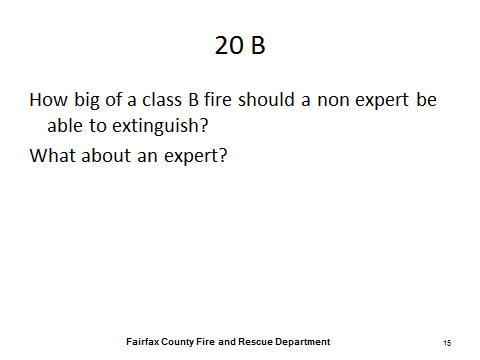 20 B
How big of a class B fire should a non expert be
able to extinguish?
What about an expert?
Fairfax County Fire and Rescue Department
15